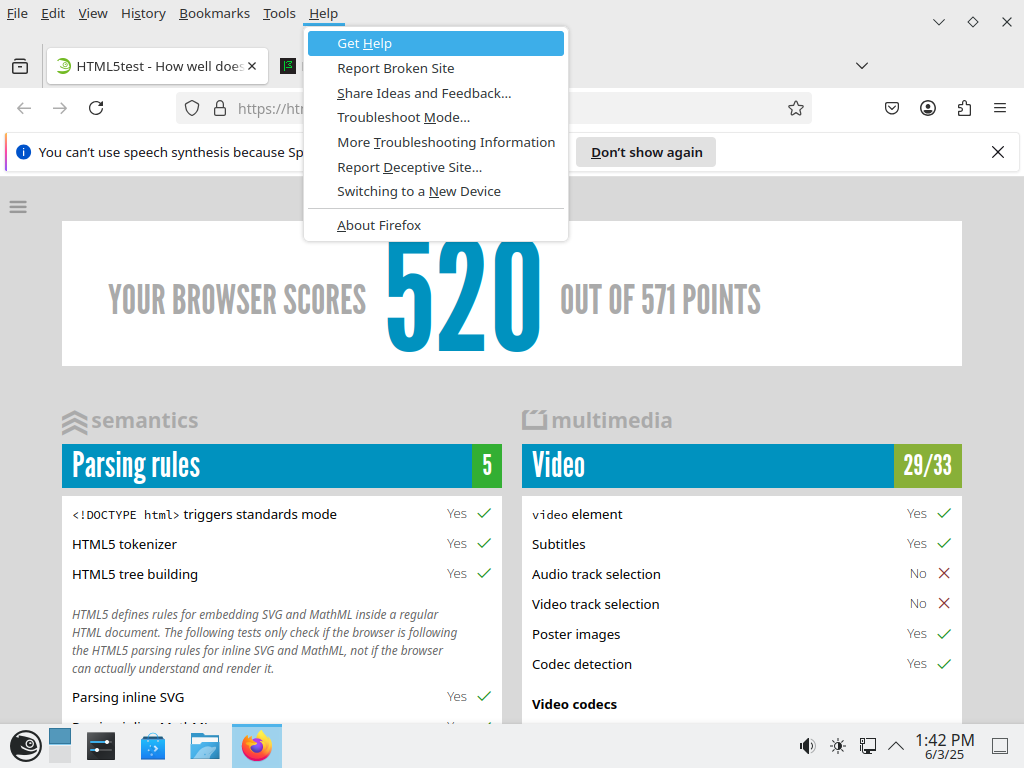 File Edit View History Bookmarks Tools Help
Get Help
Report Broken Site
Share Ideas and Feedback...
Troubleshoot Mode...
More Troubleshooting Information
Report Deceptive Site...
Switching to a New Device
About Firefox
HTML5test - How well does
https://ht
You can't use speech synthesis because Sp
Don't show again
YOUR BROWSER SCORES 520 OUT OF 571 POINTS
semantics
Parsing rules 5
<!DOCTYPE html> triggers standards mode Yes
HTML5 tokenizer Yes
HTML5 tree building Yes
HTML5 defines rules for embedding SVG and MathML inside a regular
HTML document. The following tests only check if the browser is following
the HTML5 parsing rules for inline SVG and MathML, not if the browser
can actually understand and render it.
Parsing inline SVG Yes
multimedia
Video 29/33
video element Yes
Subtitles Yes
Audio track selection No
Video track selection No
Poster images Yes
Codec detection Yes
Video codecs
1:42 PM
6/3/25